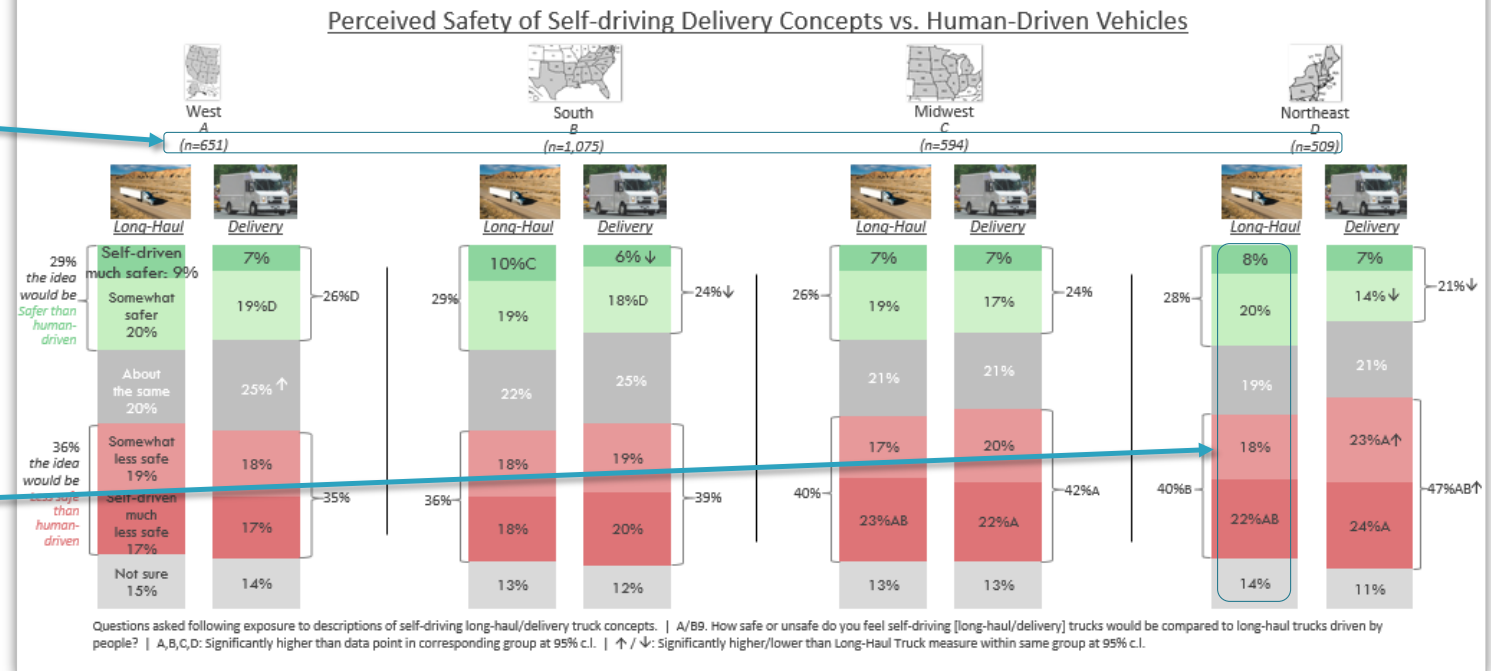 Perceived Safety of Self-driving Delivery Concepts vs. Human-Driven Vehicles
West
A
(n=651)
South
B
(n=1,075)
Midwest
C
(n=594)
Northeast
D
(n=509)
Long-Haul
Delivery
Long-Haul
Delivery
Long-Haul
Delivery
Long-Haul
Delivery
29%
the idea
would be
Safer than
human-
driven
36%
the idea
would be
Less safe
than
human-
driven
Self-driven
much safer: 9%
Somewhat
safer
20%
About
the same
20%
Somewhat
less safe
19%
Self-driven
much
less safe
17%
Not sure
15%
7%
19%D
25% ↑
18%
17%
14%
26%D
35%
29%
36%
10%C
19%
22%
18%
18%
13%
6% ↓
18%D
25%
19%
20%
12%
24%↓
39%
26%
40%
7%
19%
21%
17%
23%AB
13%
7%
17%
21%
20%
22%A
13%
24%
42%A
28%
40%B
8%
20%
19%
18%
22%AB
14%
7%
14%↓
21%
23%A↑
24%A
11%
21%↓
47%AB↑
Questions asked following exposure to descriptions of self-driving long-haul/delivery truck concepts. | A/B9. How safe or unsafe do you feel self-driving [long-haul/delivery] trucks would be compared to long-haul trucks driven by
people? | A,B,C,D: Significantly higher than data point in corresponding group at 95% c.l. | ↑ / ↓: Significantly higher/lower than Long-Haul Truck measure within same group at 95% c.l.